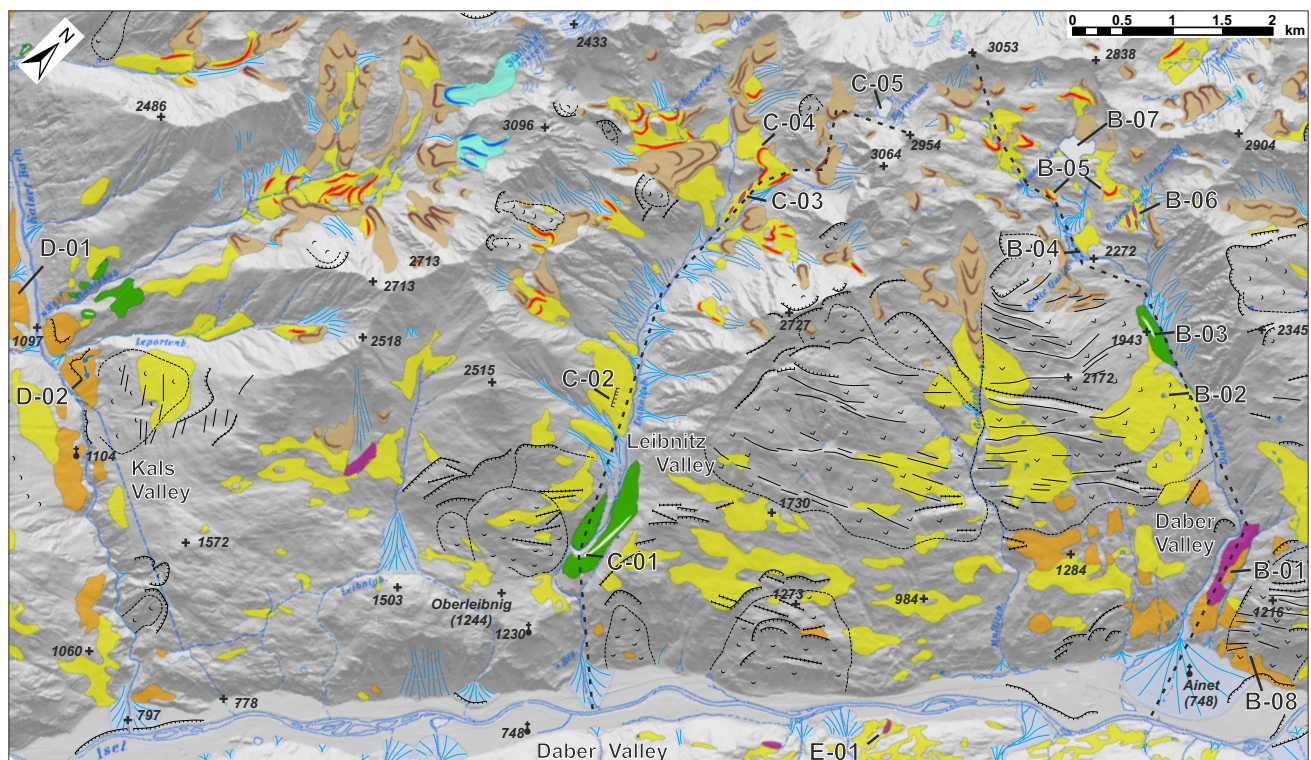 N
0 0.5 1 1.5 2 km
2433
3053
2838
2486
C-05
3096
C-04
2954
B-07
2904
3064
B-05
C-03
B-06
D-01
B-04
2272
2713
2713
1097
2727
2345
1943
B-03
2518
2515
C-02
2172
B-02
D-02
Leibnitz
Valley
1104
Kals
Valley
1730
Daber
Valley
1572
1284
C-01
B-01
1503
Oberleibnig
(1244)
1273
984
1216
1230
1060
Ainet
(748)
B-08
778
797
Isel
748
Daber Valley
E-01